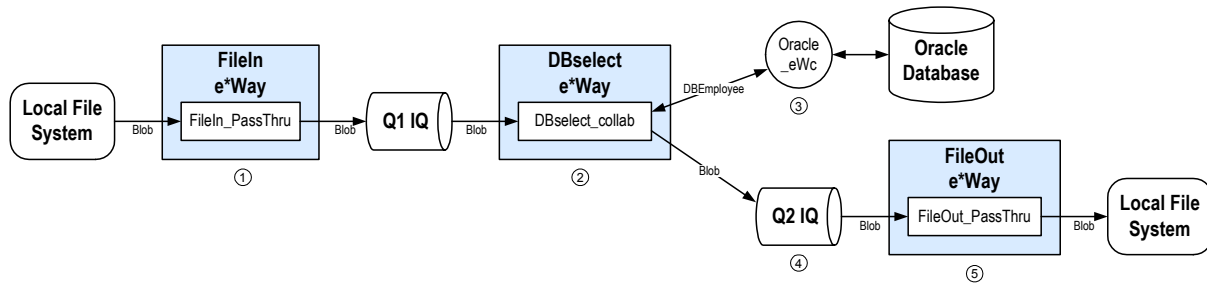 Local File
System
Blob
FileIn
e*Way
FileIn_PassThru
①
Blob
Q1 IQ
Blob
DBselect
e*Way
DBselect_collab
②
DBEmployee
Oracle
_eWc
③
Oracle
Database
Blob
Q2 IQ
④
Blob
FileOut
e*Way
FileOut_PassThru
⑤
Blob
Local File
System